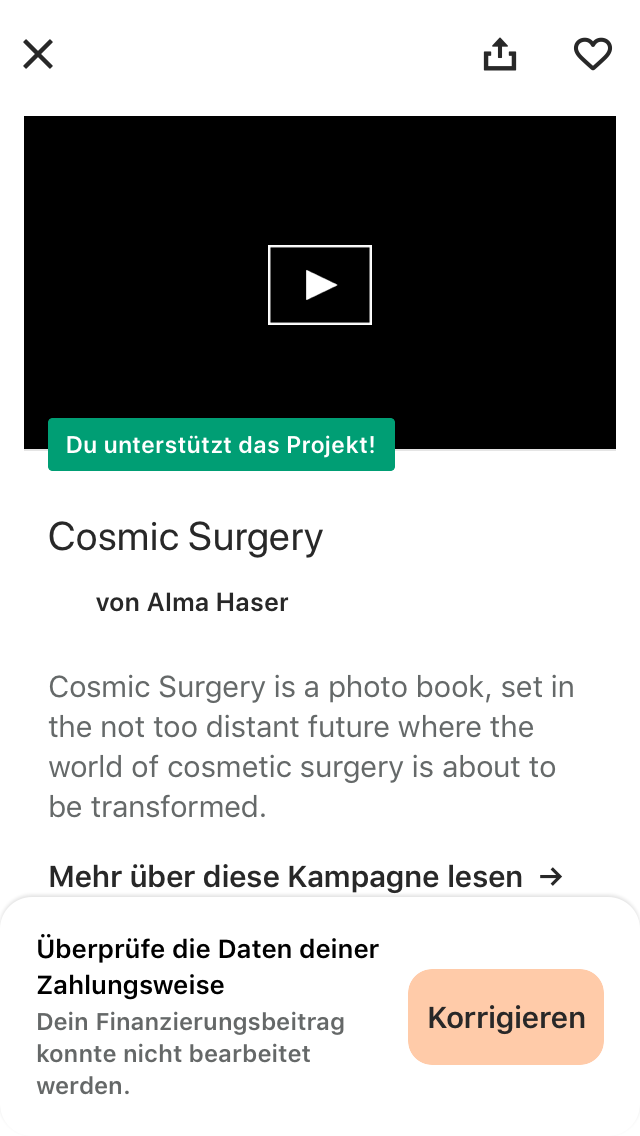 Du unterstützt das Projekt!
Cosmic Surgery
von Alma Haser
Cosmic Surgery is a photo book, set in
the not too distant future where the
world of cosmetic surgery is about to
be transformed.
Mehr über diese Kampagne lesen →
Überprüfe die Daten deiner
Zahlungsweise
Dein Finanzierungsbeitrag
konnte nicht bearbeitet
werden.
Korrigieren